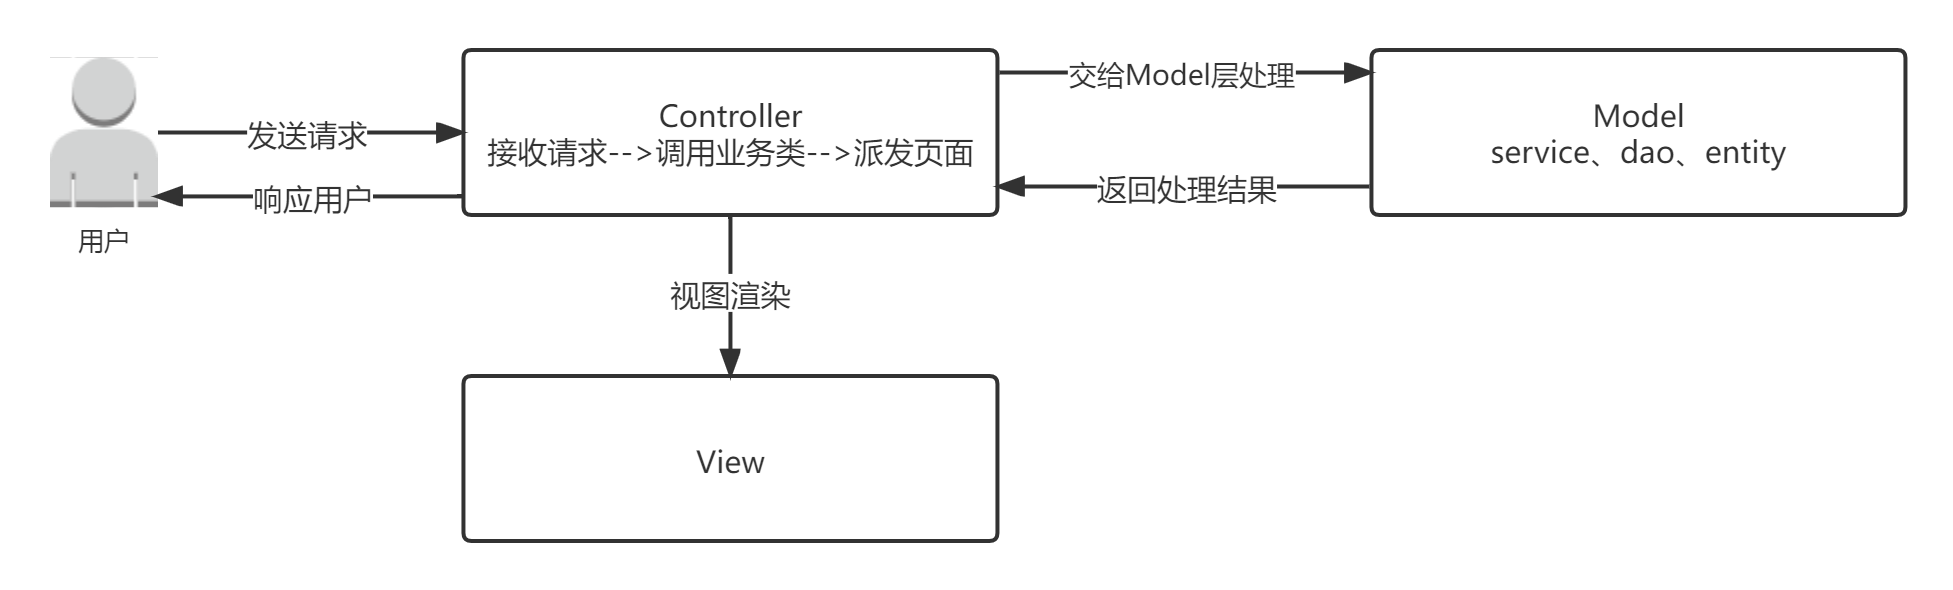 Controller
接收请求-->调用业务类-->派发页面
交给Model层处理
Model
service、dao、entity
发送请求
返回处理结果
响应用户
用户
视图渲染
View